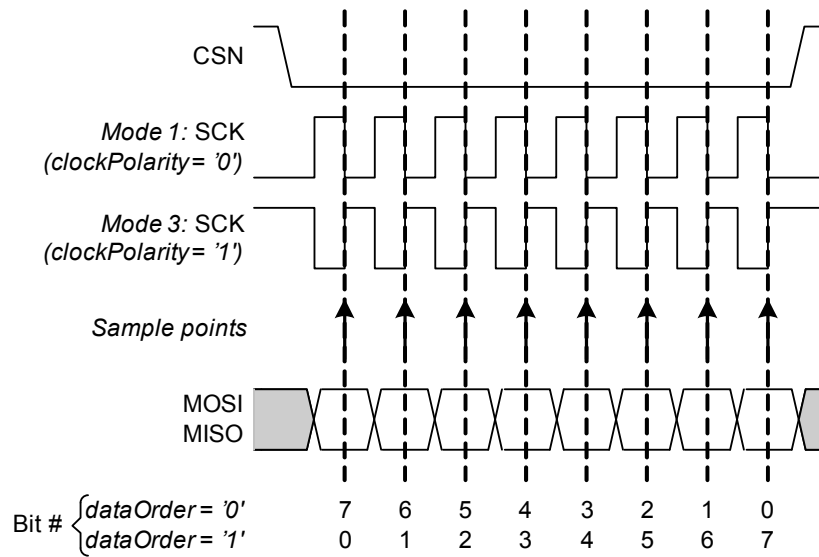 CSN
Mode 1: SCK
(clockPolarity= '0')
Mode 3: SCK
(clockPolarity= '1')
Sample points
MOSI
MISO
Bit # { dataOrder = '0' 7 6 5 4 3 2 1 0
dataOrder = '1' 0 1 2 3 4 5 6 7